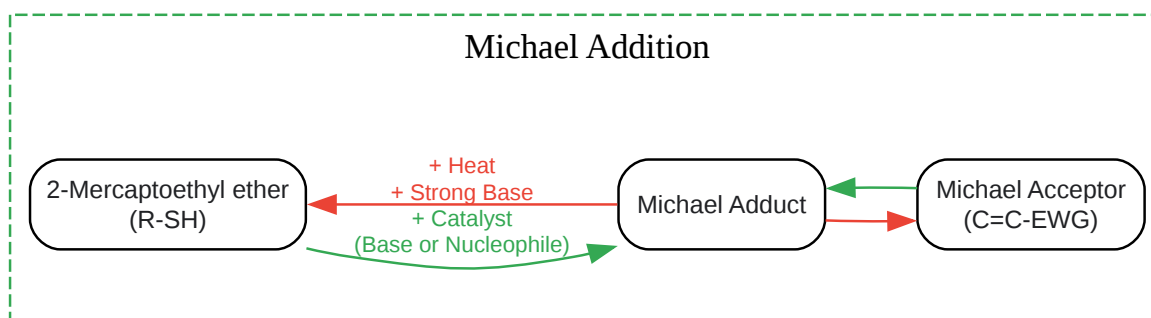 Michael Addition
2-Mercaptoethyl ether
(R-SH)
+ Heat
+ Strong Base
+ Catalyst
(Base or Nucleophile)
Michael Adduct
Michael Acceptor
(C=C-EWG)